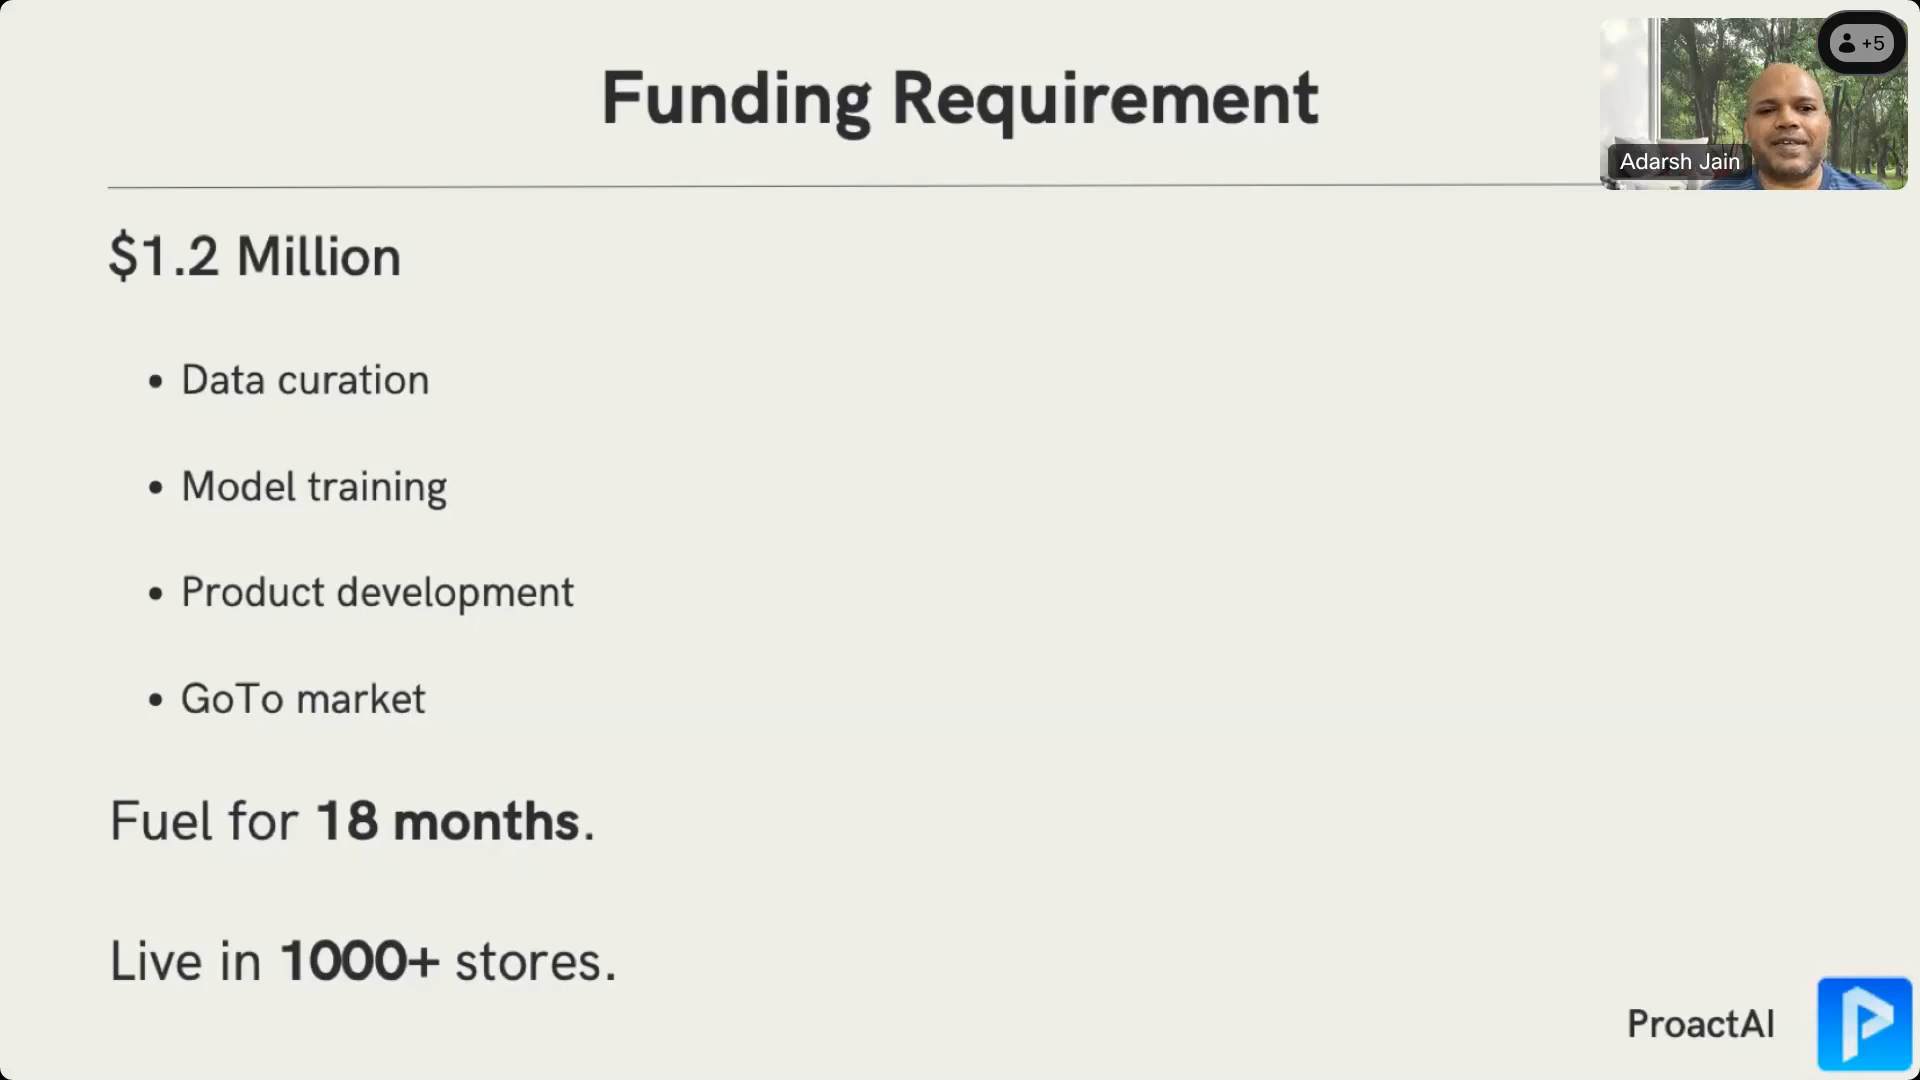 Funding Requirement
+5
Adarsh Jain
$1.2 Million
• Data curation
• Model training
• Product development
• GoTo market
Fuel for 18 months.
Live in 1000+ stores.
ProactAI